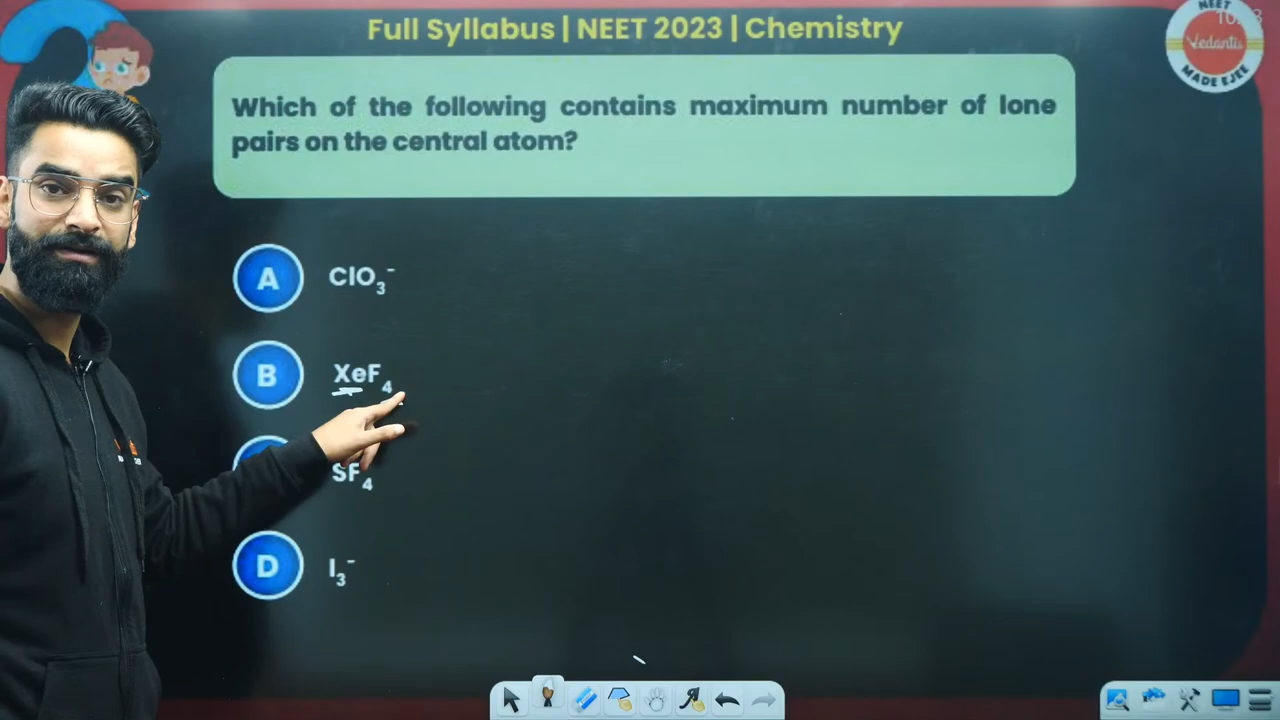 Full Syllabus | NEET 2023 | Chemistry
NEET
Vedantu
MADE EJEE
Which of the following contains maximum number of lone
pairs on the central atom?
A ClO₃⁻
B XeF₄
SF₄
D I₃⁻